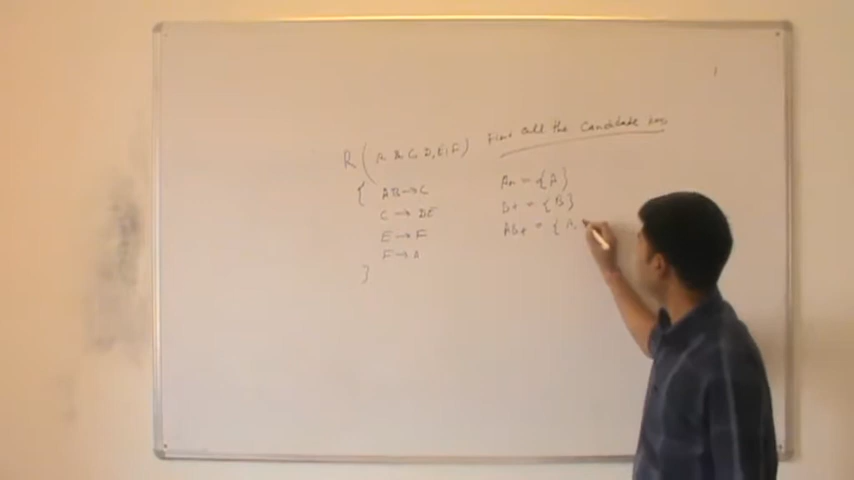 R (A, B, C, D, E, F) Find all the Candidate keys
{ AB → C
C → DE
E → F
F → A
}
A+ = {A}
B+ = {B}
AB+ = { A,